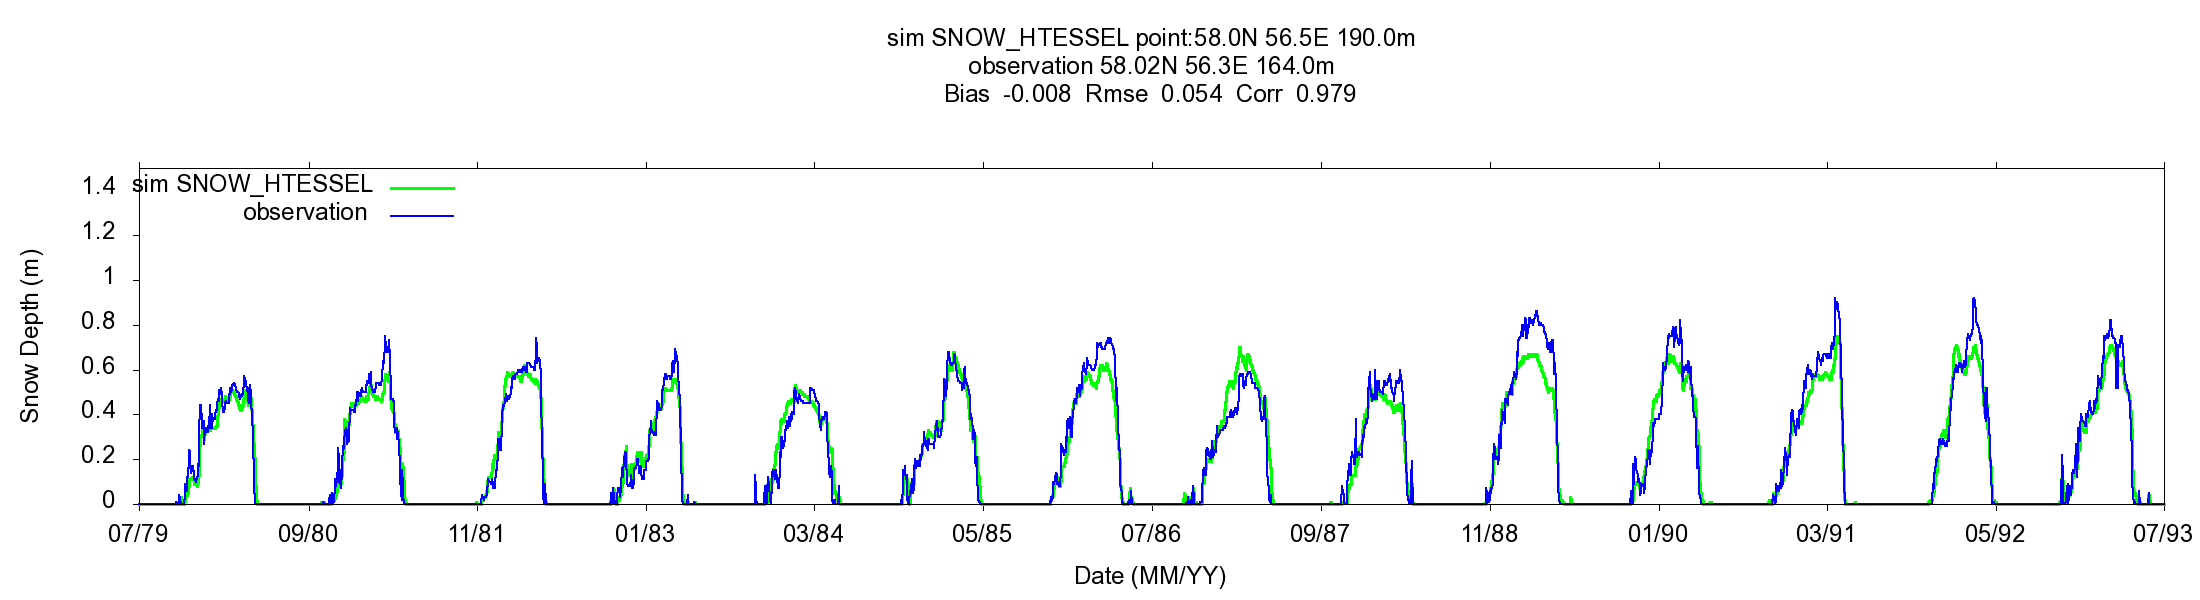 sim SNOW_HTESSEL point:58.0N 56.5E 190.0m
observation 58.02N 56.3E 164.0m
Bias -0.008 Rmse 0.054 Corr 0.979
sim SNOW_HTESSEL
observation
1.4
1.2
1
0.8
0.6
0.4
0.2
0
Snow Depth (m)
07/79 09/80 11/81 01/83 03/84 05/85 07/86 09/87 11/88 01/90 03/91 05/92 07/93
Date (MM/YY)